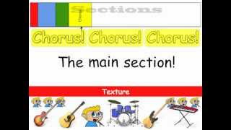 Sections
Chorus! Chorus! Chorus!
The main section!
Texture